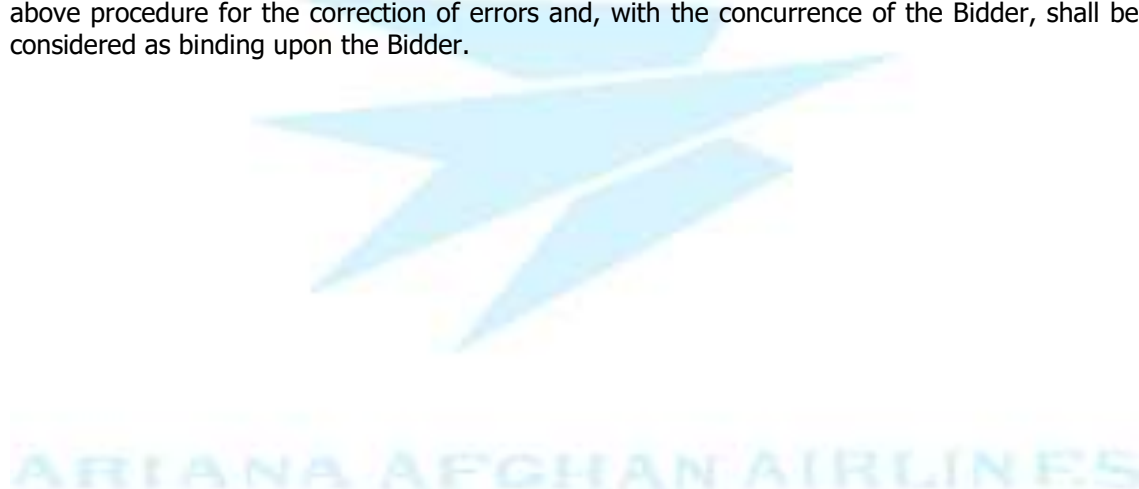 above procedure for the correction of errors and, with the concurrence of the Bidder, shall be
considered as binding upon the Bidder.
ARIANA AFGHAN AIRLINES